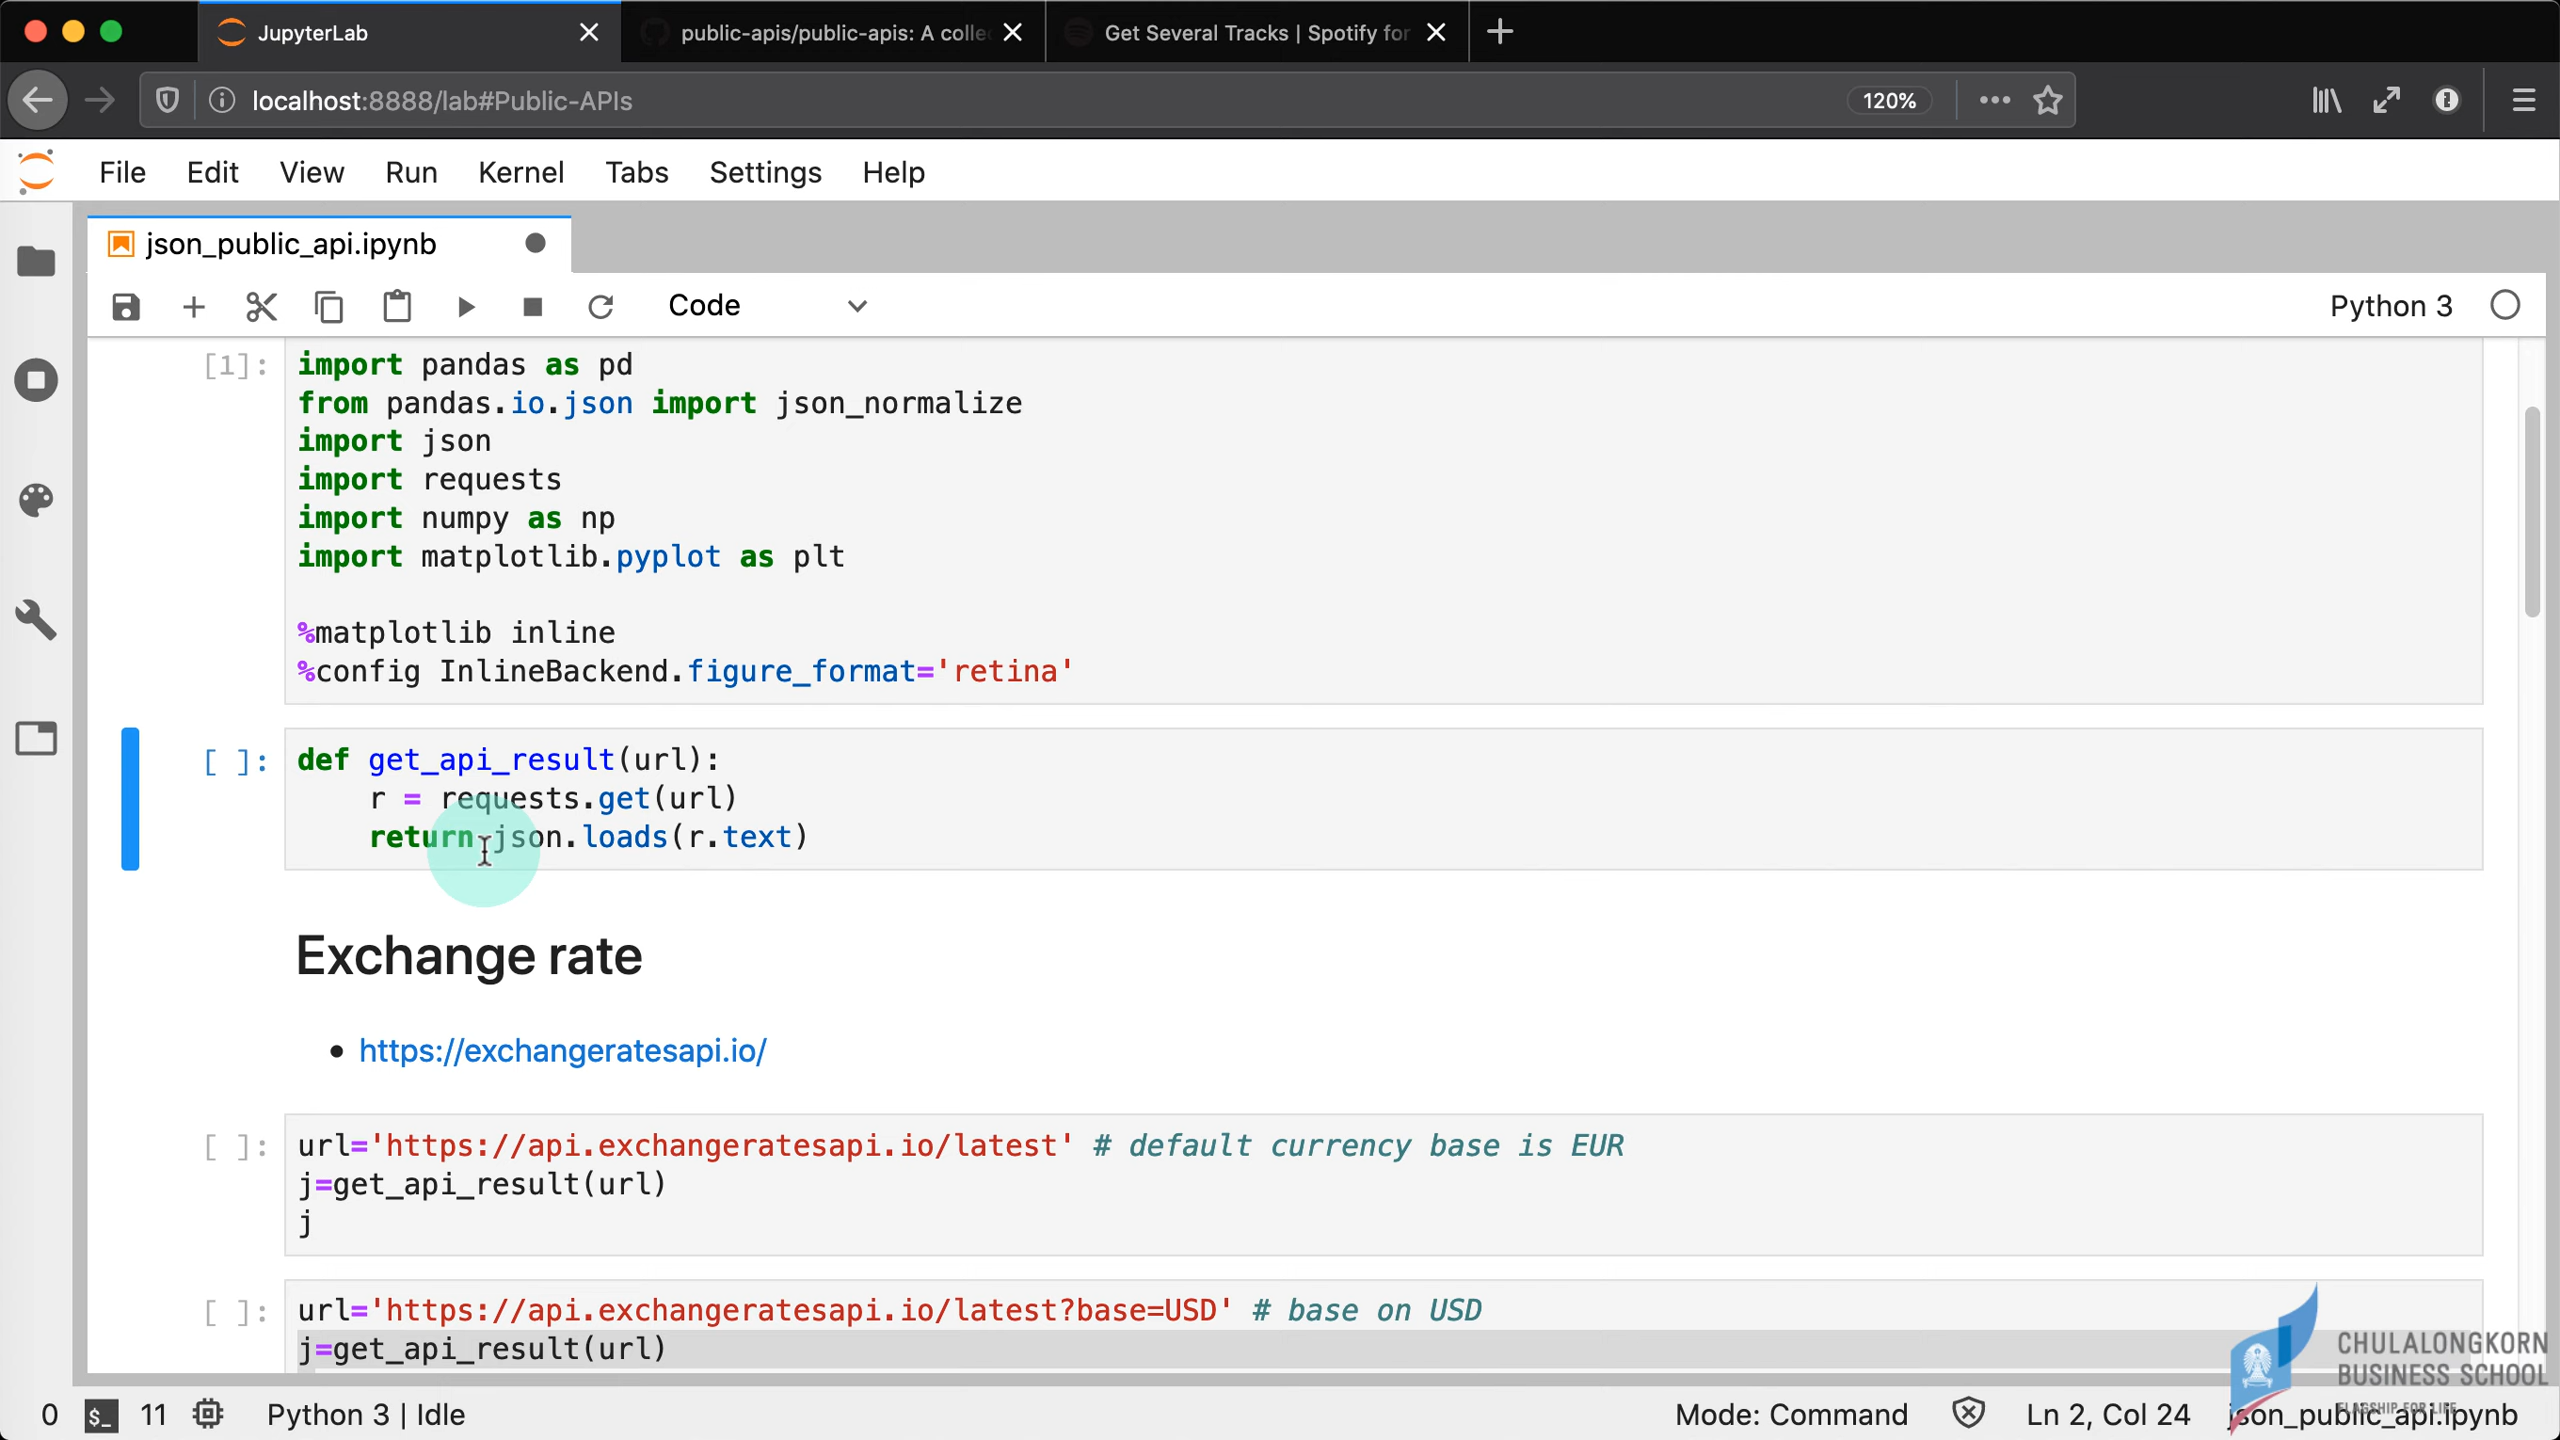 JupyterLab
public-apis/public-apis: A colle
Get Several Tracks | Spotify for
localhost:8888/lab#Public-APIs
120%
File Edit View Run Kernel Tabs Settings Help
json_public_api.ipynb
Code
Python 3
[1]:
import pandas as pd
from pandas.io.json import json_normalize
import json
import requests
import numpy as np
import matplotlib.pyplot as plt
%matplotlib inline
%config InlineBackend.figure_format='retina'
[ ]:
def get_api_result(url):
    r = requests.get(url)
    return json.loads(r.text)
Exchange rate
• https://exchangeratesapi.io/
[ ]:
url='https://api.exchangeratesapi.io/latest' # default currency base is EUR
j=get_api_result(url)
j
[ ]:
url='https://api.exchangeratesapi.io/latest?base=USD' # base on USD
j=get_api_result(url)
CHULALONGKORN
BUSINESS SCHOOL
FLAGSHIP FOR LIFE
0 $_ 11 Python 3 | Idle
Mode: Command
Ln 2, Col 24
json_public_api.ipynb